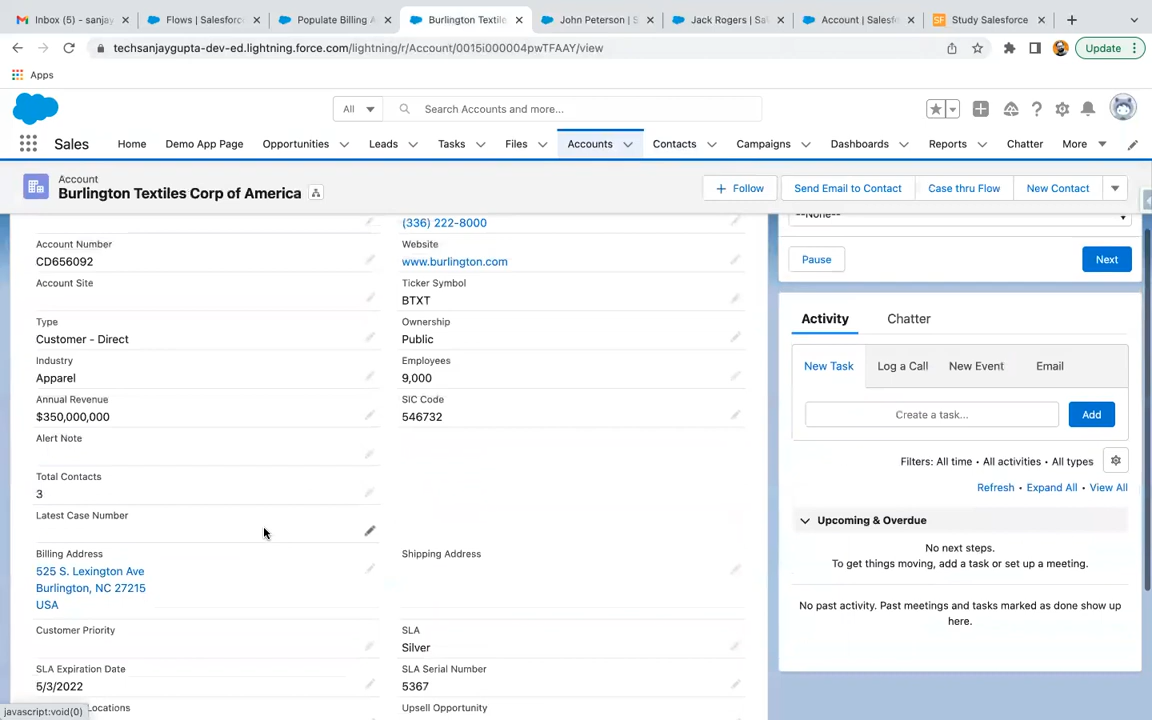 Inbox (5) - sanjay
Flows | Salesforc
Populate Billing A
Burlington Textile
John Peterson | S
Jack Rogers | Sa
Account | Salesf
SF Study Salesforce
techsanjaygupta-dev-ed.lightning.force.com/lightning/r/Account/0015i000004pwTFAAY/view
Update
Apps
All
Search Accounts and more...
Sales
Home
Demo App Page
Opportunities
Leads
Tasks
Files
Accounts
Contacts
Campaigns
Dashboards
Reports
Chatter
More
Account
Burlington Textiles Corp of America
+ Follow
Send Email to Contact
Case thru Flow
New Contact
(336) 222-8000
Account Number
CD656092
Website
www.burlington.com
Account Site
Ticker Symbol
BTXT
Type
Customer - Direct
Ownership
Public
Industry
Apparel
Employees
9,000
Annual Revenue
$350,000,000
SIC Code
546732
Alert Note
Total Contacts
3
Latest Case Number
Billing Address
525 S. Lexington Ave
Burlington, NC 27215
USA
Shipping Address
Customer Priority
SLA
Silver
SLA Expiration Date
5/3/2022
SLA Serial Number
5367
Locations
Upsell Opportunity
javascript:void(0)
--None--
Pause
Next
Activity
Chatter
New Task
Log a Call
New Event
Email
Create a task...
Add
Filters: All time • All activities • All types
Refresh • Expand All • View All
Upcoming & Overdue
No next steps.
To get things moving, add a task or set up a meeting.
No past activity. Past meetings and tasks marked as done show up
here.